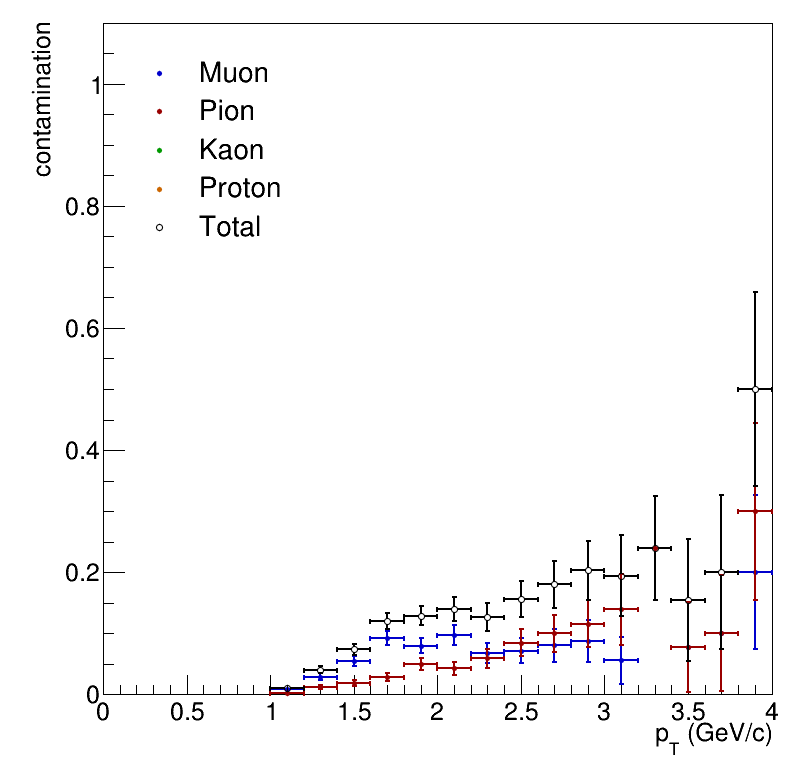 contamination
1
0.8
0.6
0.4
0.2
0
Muon
Pion
Kaon
Proton
Total
0 0.5 1 1.5 2 2.5 3 3.5 4
p_T (GeV/c)